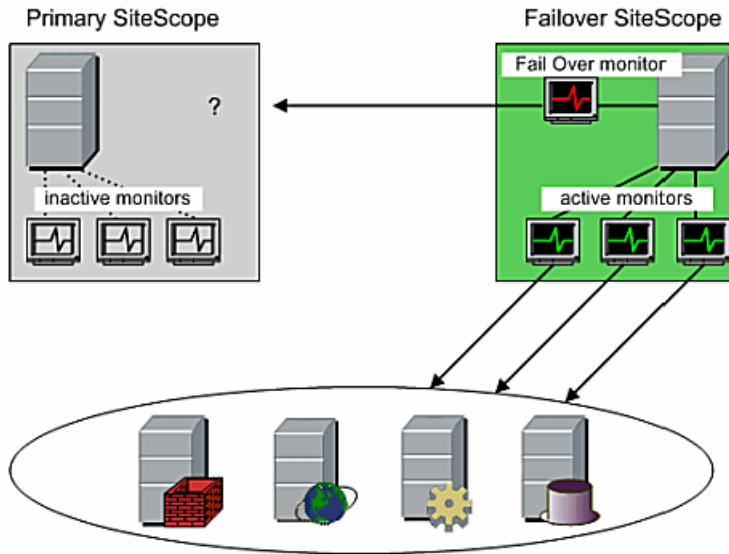 Primary SiteScope
Failover SiteScope
Fail Over monitor
?
inactive monitors
active monitors